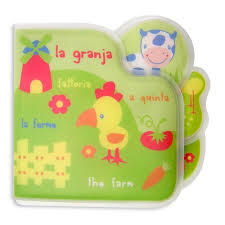 la granja
fattoria
a quinta
la ferme
the farm